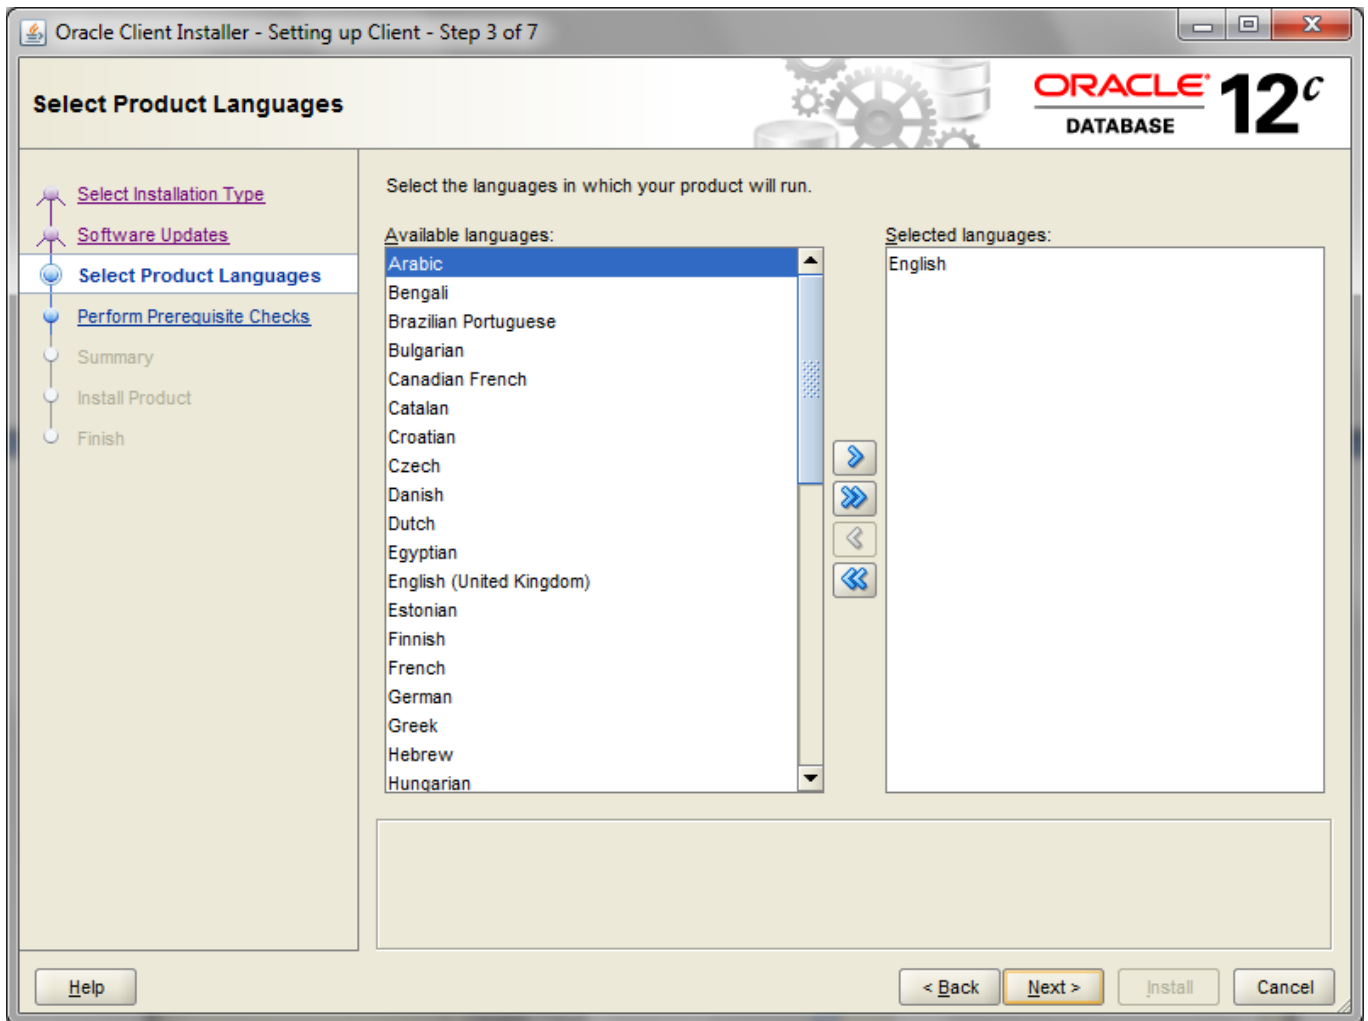 Oracle Client Installer - Setting up Client - Step 3 of 7
Select Product Languages
ORACLE
DATABASE
12c
Select Installation Type
Software Updates
Select Product Languages
Perform Prerequisite Checks
Summary
Install Product
Finish
Select the languages in which your product will run.
Available languages:
Arabic
Bengali
Brazilian Portuguese
Bulgarian
Canadian French
Catalan
Croatian
Czech
Danish
Dutch
Egyptian
English (United Kingdom)
Estonian
Finnish
French
German
Greek
Hebrew
Hungarian
Selected languages:
English
Help
< Back
Next >
Install
Cancel